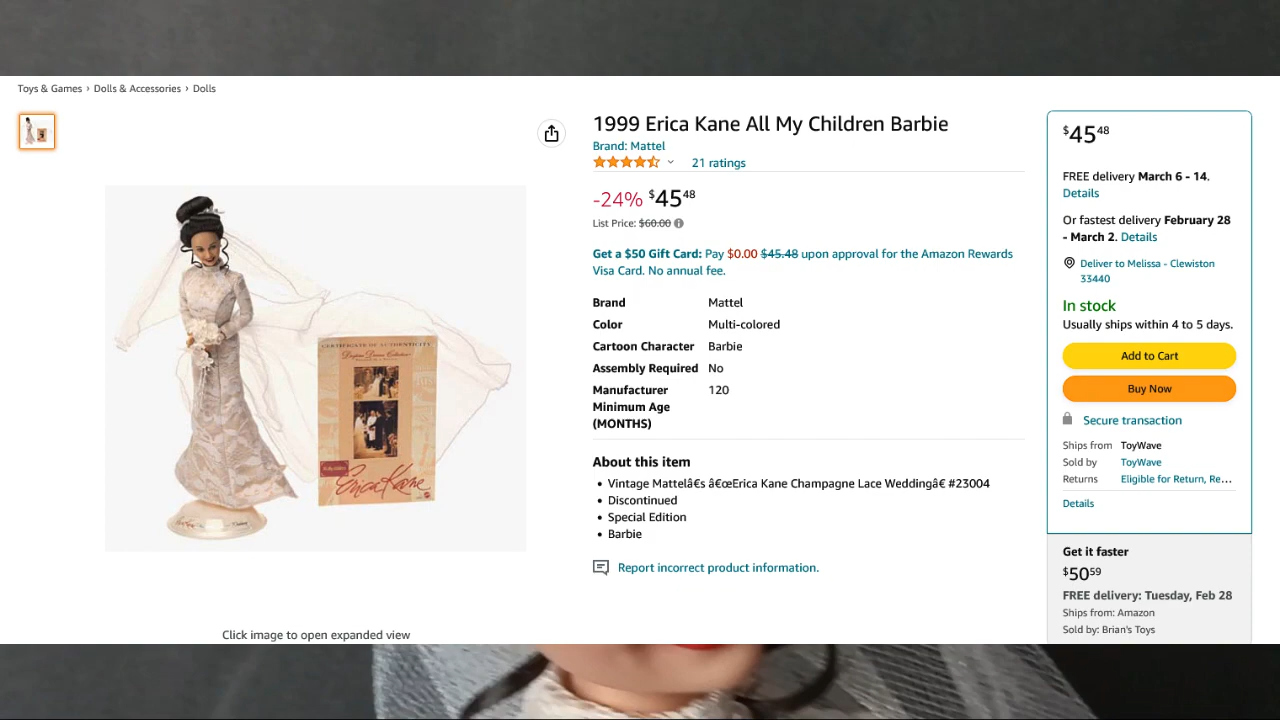 Toys & Games › Dolls & Accessories › Dolls
1999 Erica Kane All My Children Barbie
Brand: Mattel
21 ratings
-24% $45 48
List Price: $60.00
Get a $50 Gift Card: Pay $0.00 $45.48 upon approval for the Amazon Rewards
Visa Card. No annual fee.
Brand Mattel
Color Multi-colored
Cartoon Character Barbie
Assembly Required No
Manufacturer 120
Minimum Age
(MONTHS)
About this item
• Vintage Mattelâ€s â€œErica Kane Champagne Lace Weddingâ€ #23004
• Discontinued
• Special Edition
• Barbie
Report incorrect product information.
CERTIFICATE OF AUTHENTICITY
Erica Kane
Click image to open expanded view
$45 48
FREE delivery March 6 - 14.
Details
Or fastest delivery February 28
- March 2. Details
Deliver to Melissa - Clewiston
33440
In stock
Usually ships within 4 to 5 days.
Add to Cart
Buy Now
Secure transaction
Ships from ToyWave
Sold by ToyWave
Returns Eligible for Return, Re...
Details
Get it faster
$50 59
FREE delivery: Tuesday, Feb 28
Ships from: Amazon
Sold by: Brian's Toys